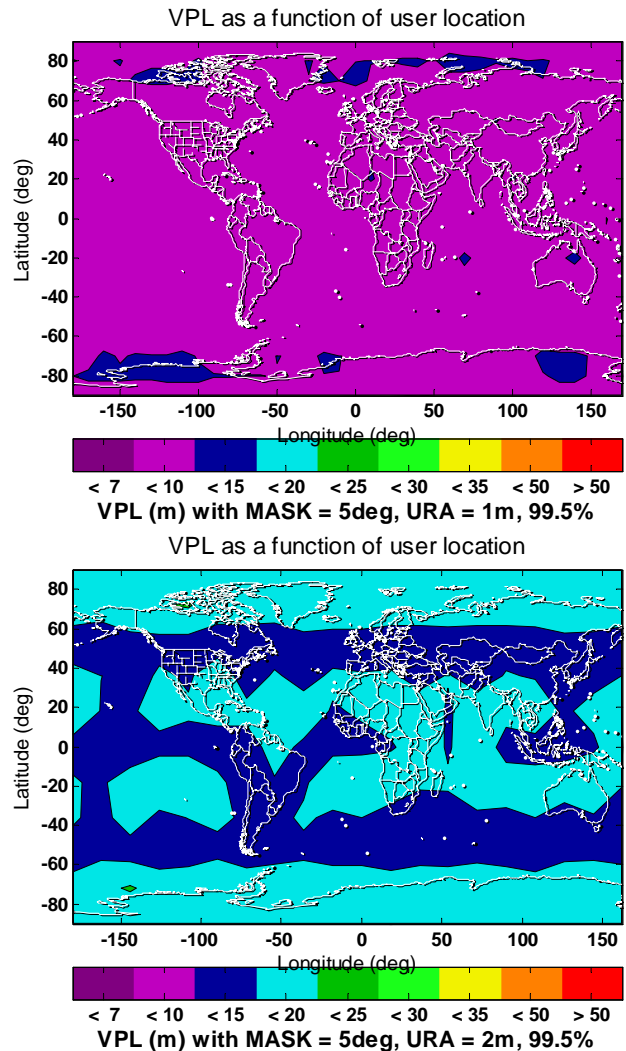 VPL as a function of user location
80
60
40
20
0
-20
-40
-60
-80
Latitude (deg)
-150 -100 -50 0 50 100 150
Longitude (deg)
< 7 < 10 < 15 < 20 < 25 < 30 < 35 < 50 > 50
VPL (m) with MASK = 5deg, URA = 1m, 99.5%
VPL as a function of user location
80
60
40
20
0
-20
-40
-60
-80
Latitude (deg)
-150 -100 -50 0 50 100 150
Longitude (deg)
< 7 < 10 < 15 < 20 < 25 < 30 < 35 < 50 > 50
VPL (m) with MASK = 5deg, URA = 2m, 99.5%